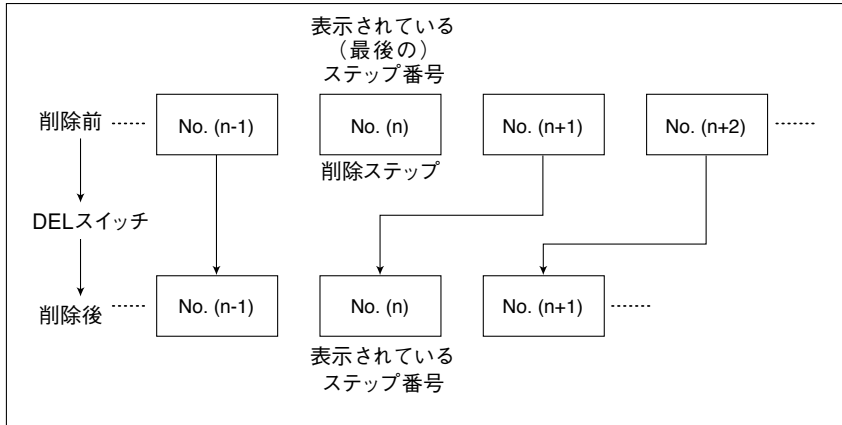 表示されている
（最後の）
ステップ番号
削除前 ...... No. (n-1) No. (n) No. (n+1) No. (n+2) ......
削除ステップ
DELスイッチ
削除後 ...... No. (n-1) No. (n) No. (n+1) ......
表示されている
ステップ番号